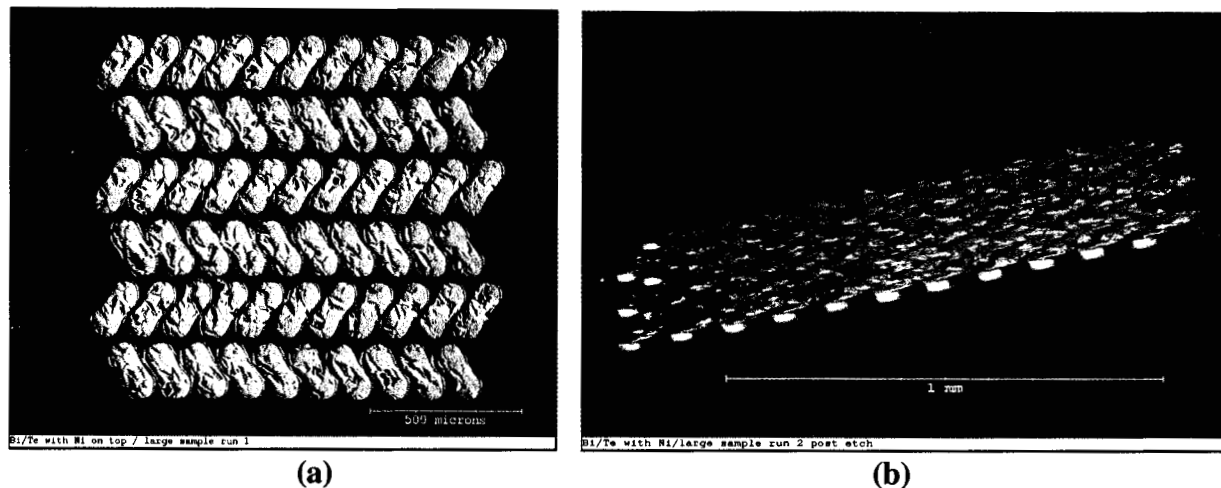 500 microns
Bi/Te with Ni on top / large sample run 1
(a)
1 mm
Bi/Te with Ni/large sample run 2 post etch
(b)